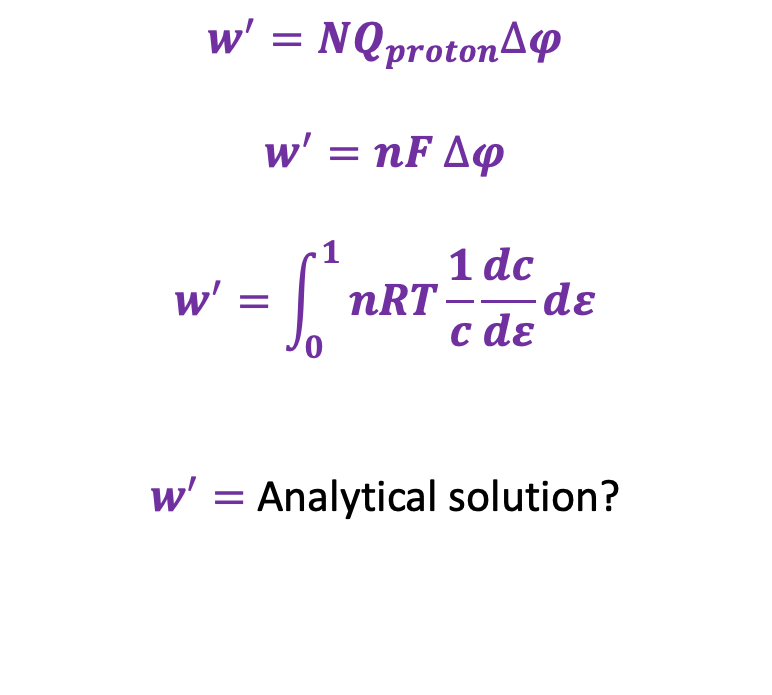 w′ = NQ_proton Δφ
w′ = nF Δφ
w′ = ∫₀¹ nRT (1/c) (dc/dε) dε
w′ = Analytical solution?